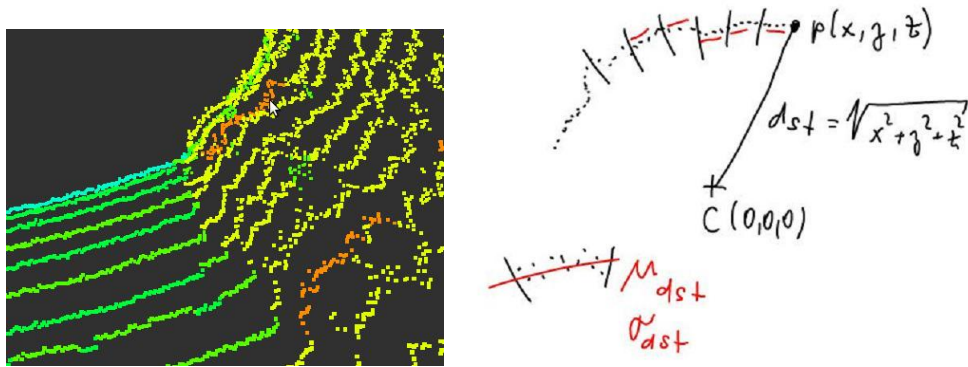 p(x, y, z)
dst = √x²+y²+z²
C (0,0,0)
μdst
σdst